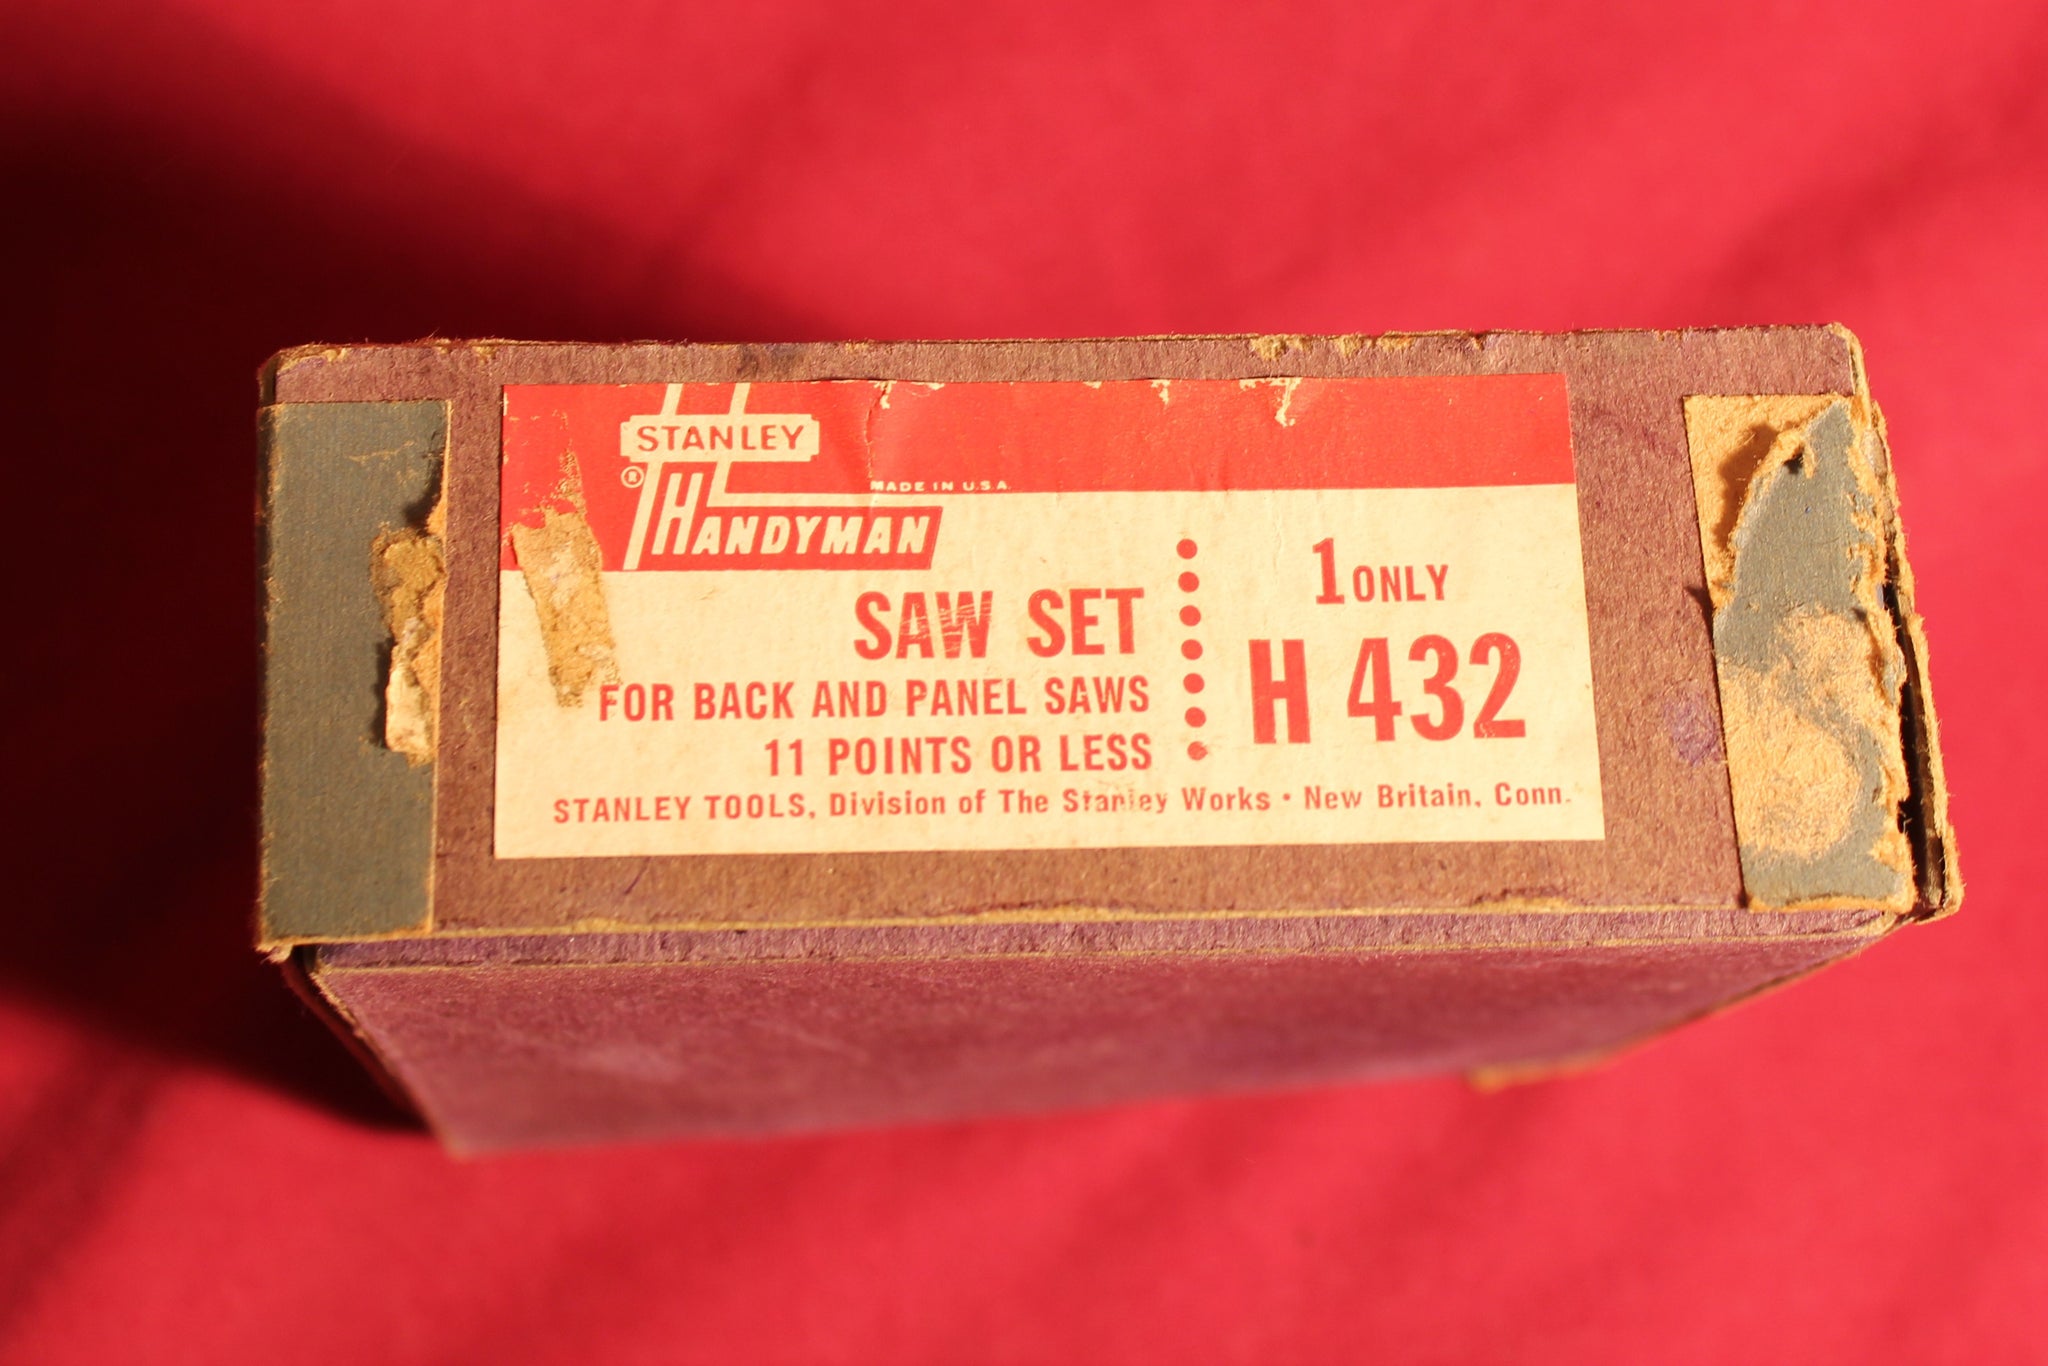 STANLEY
®
MADE IN U.S.A.
HANDYMAN
SAW SET
FOR BACK AND PANEL SAWS
11 POINTS OR LESS
1 ONLY
H 432
STANLEY TOOLS, Division of The Stanley Works • New Britain, Conn.